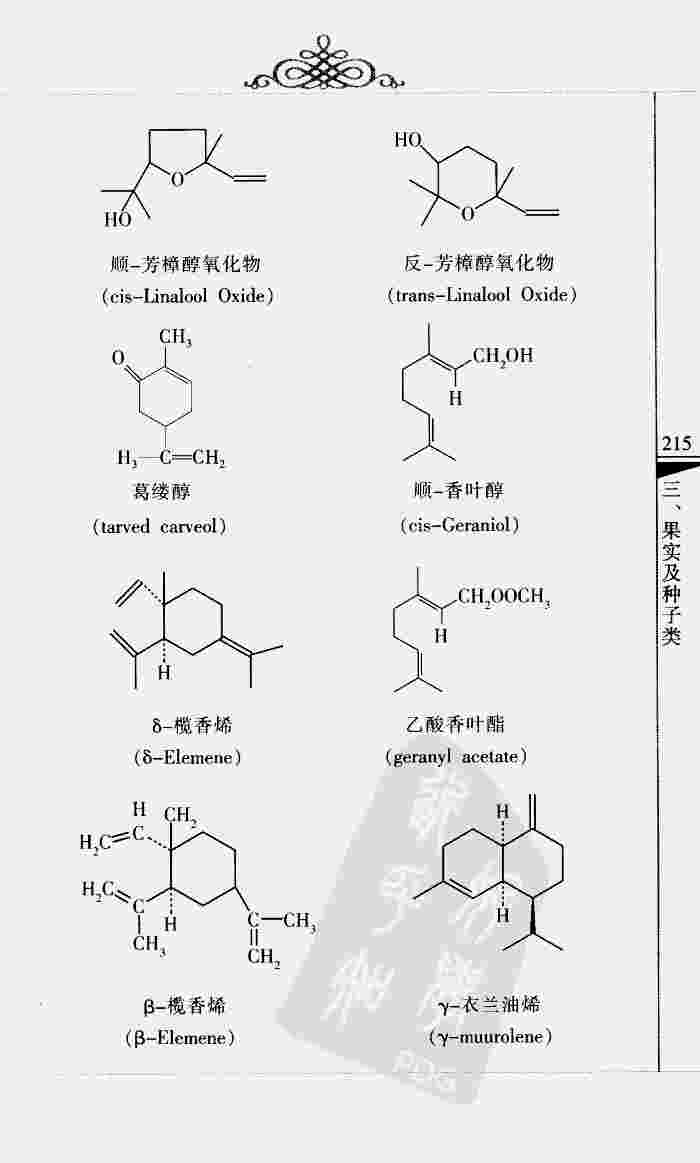 HO
O
HO
O
顺-芳樟醇氧化物
(cis-Linalool Oxide)
反-芳樟醇氧化物
(trans-Linalool Oxide)
CH₃
O
H₃—C=CH₂
CH₂OH
H
葛缕醇
(tarved carveol)
顺-香叶醇
(cis-Geraniol)
215
三、果实及种子类
H
CH₂OOCH₃
H
δ-榄香烯
(δ-Elemene)
乙酸香叶酯
(geranyl acetate)
H
CH₂
H₂C=C
H₂C
C
H
CH₃
C—CH₃
CH₂
H
H
β-榄香烯
(β-Elemene)
γ-衣兰油烯
(γ-muurolene)
PDG